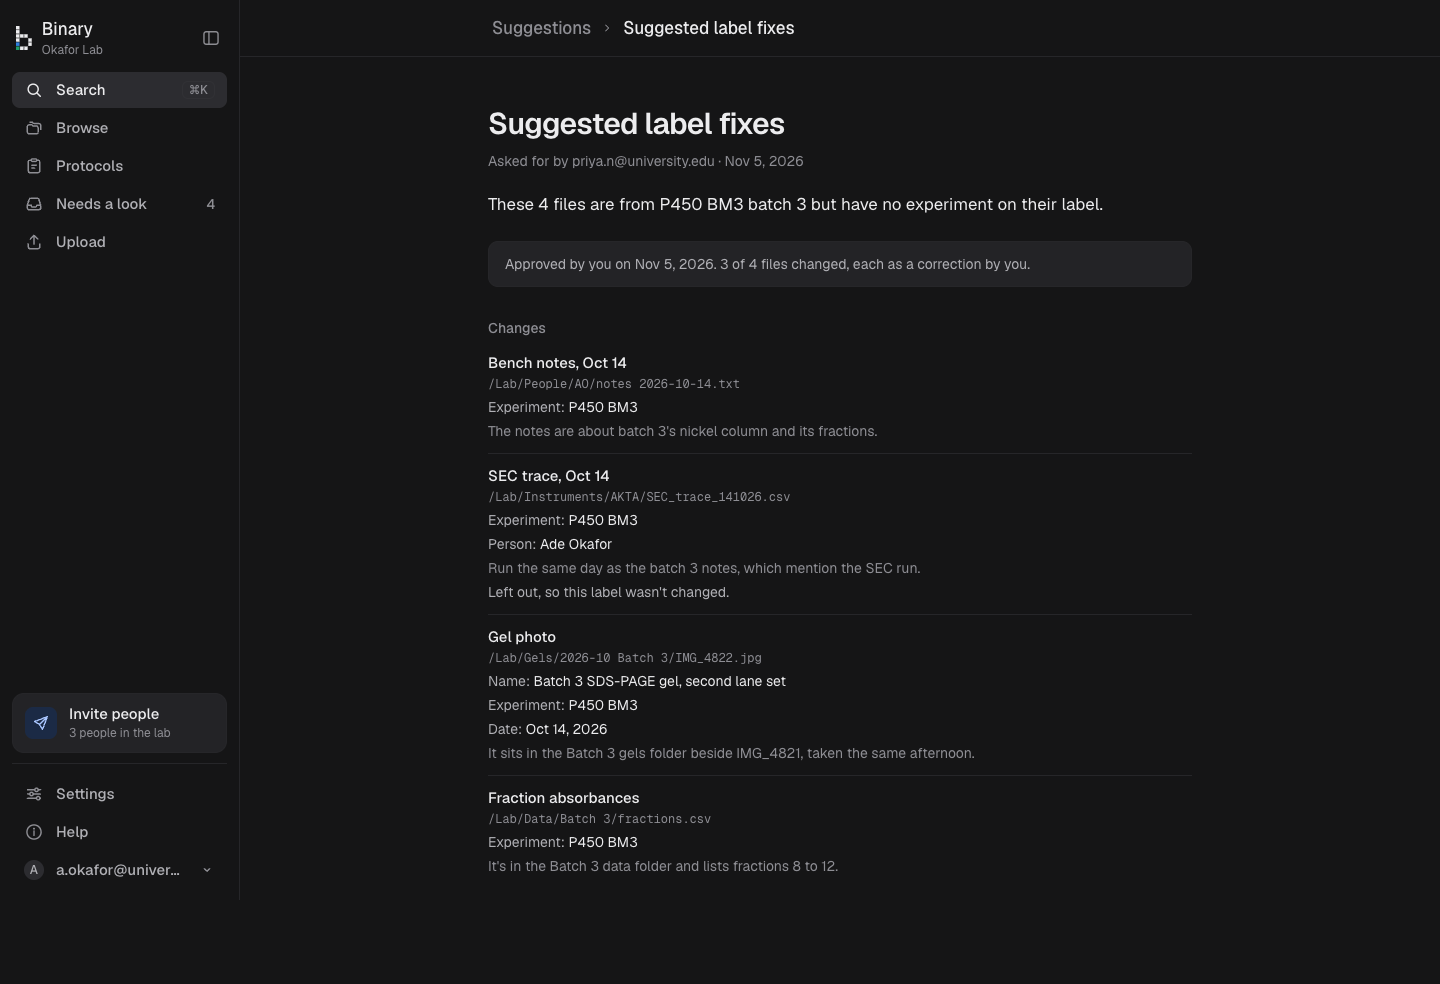 Binary
Okafor Lab
Search ⌘K
Browse
Protocols
Needs a look 4
Upload
Invite people
3 people in the lab
Settings
Help
A a.okafor@univer...
Suggestions › Suggested label fixes
Suggested label fixes
Asked for by priya.n@university.edu · Nov 5, 2026
These 4 files are from P450 BM3 batch 3 but have no experiment on their label.
Approved by you on Nov 5, 2026. 3 of 4 files changed, each as a correction by you.
Changes
Bench notes, Oct 14
/Lab/People/AO/notes 2026-10-14.txt
Experiment: P450 BM3
The notes are about batch 3's nickel column and its fractions.
SEC trace, Oct 14
/Lab/Instruments/AKTA/SEC_trace_141026.csv
Experiment: P450 BM3
Person: Ade Okafor
Run the same day as the batch 3 notes, which mention the SEC run.
Left out, so this label wasn't changed.
Gel photo
/Lab/Gels/2026-10 Batch 3/IMG_4822.jpg
Name: Batch 3 SDS-PAGE gel, second lane set
Experiment: P450 BM3
Date: Oct 14, 2026
It sits in the Batch 3 gels folder beside IMG_4821, taken the same afternoon.
Fraction absorbances
/Lab/Data/Batch 3/fractions.csv
Experiment: P450 BM3
It's in the Batch 3 data folder and lists fractions 8 to 12.